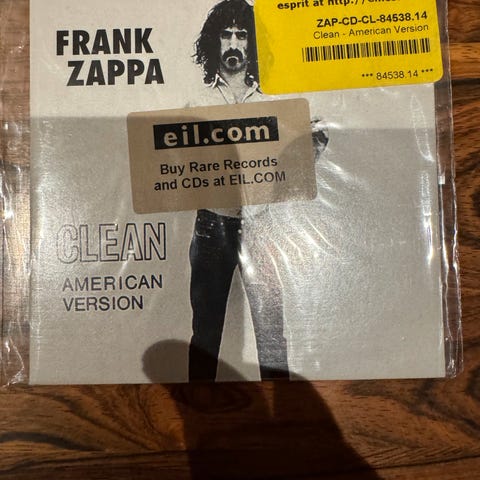 FRANK
ZAPPA
esprit at http://
ZAP-CD-CL-84538.14
Clean - American Version
*** 84538.14 ***
eil.com
Buy Rare Records
and CDs at EIL.COM
CLEAN
AMERICAN
VERSION